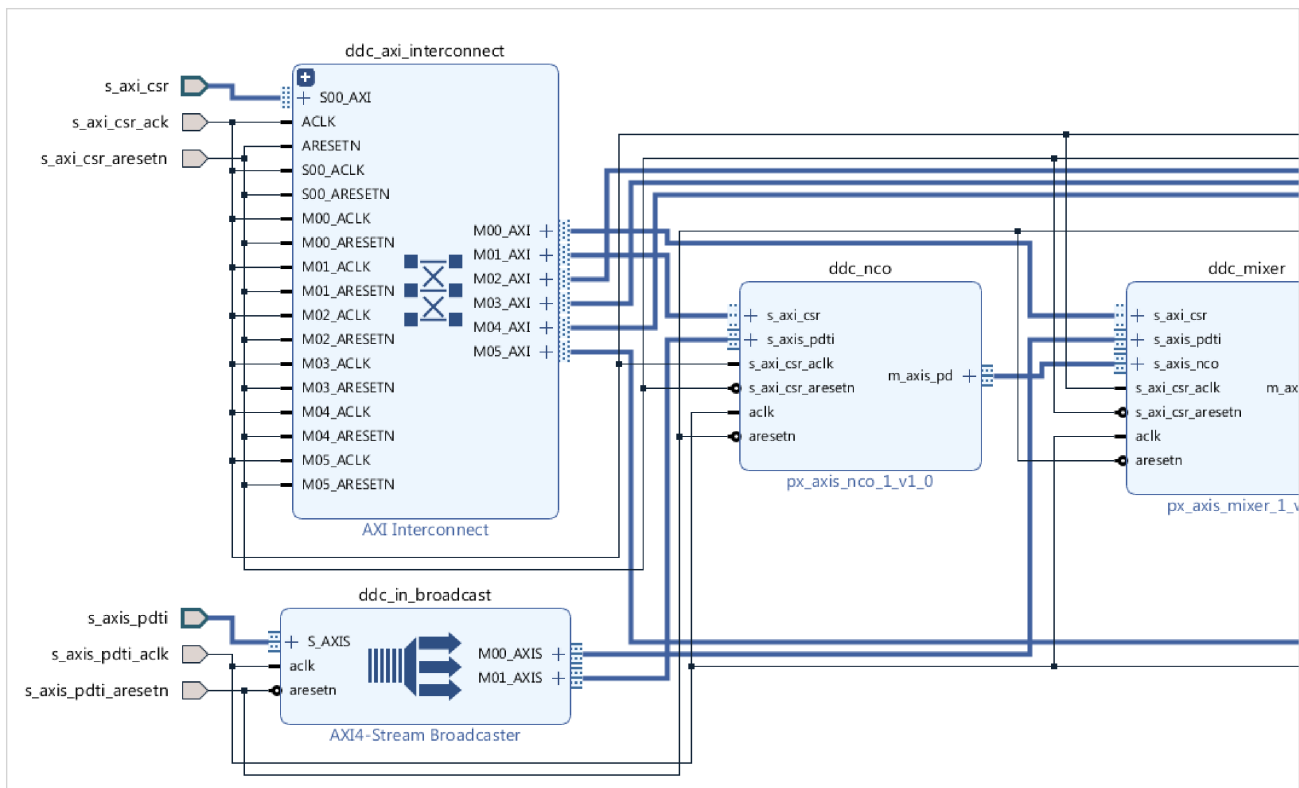 ddc_axi_interconnect
s_axi_csr
s_axi_csr_ack
s_axi_csr_aresetn
S00_AXI
ACLK
ARESETN
S00_ACLK
S00_ARESETN
M00_ACLK
M00_ARESETN
M01_ACLK
M01_ARESETN
M02_ACLK
M02_ARESETN
M03_ACLK
M03_ARESETN
M04_ACLK
M04_ARESETN
M05_ACLK
M05_ARESETN
M00_AXI
M01_AXI
M02_AXI
M03_AXI
M04_AXI
M05_AXI
AXI Interconnect
ddc_nco
s_axi_csr
s_axis_pdti
s_axi_csr_aclk
s_axi_csr_aresetn
aclk
aresetn
m_axis_pd
px_axis_nco_1_v1_0
ddc_mixer
s_axi_csr
s_axis_pdti
s_axis_nco
s_axi_csr_aclk
s_axi_csr_aresetn
aclk
aresetn
m_ax
px_axis_mixer_1_v
ddc_in_broadcast
s_axis_pdti
s_axis_pdti_aclk
s_axis_pdti_aresetn
S_AXIS
aclk
aresetn
M00_AXIS
M01_AXIS
AXI4-Stream Broadcaster